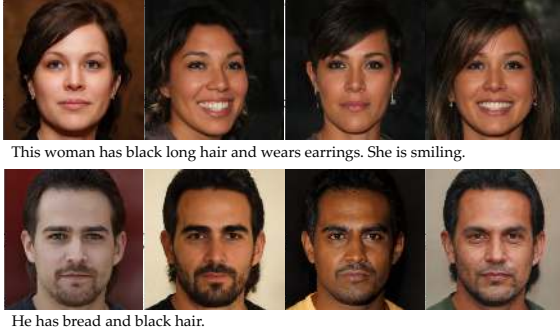 This woman has black long hair and wears earrings. She is smiling.
He has bread and black hair.